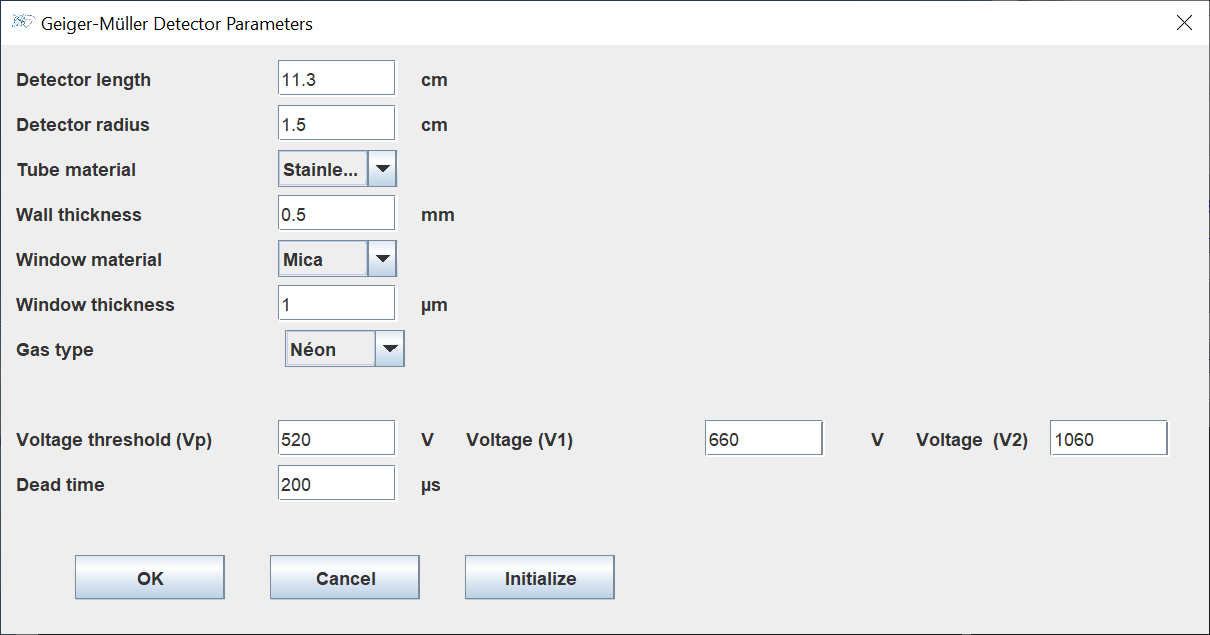 Geiger-Müller Detector Parameters
Detector length 11.3 cm
Detector radius 1.5 cm
Tube material Stainle...
Wall thickness 0.5 mm
Window material Mica
Window thickness 1 µm
Gas type Néon
Voltage threshold (Vp) 520 V Voltage (V1) 660 V Voltage (V2) 1060
Dead time 200 µs
OK Cancel Initialize